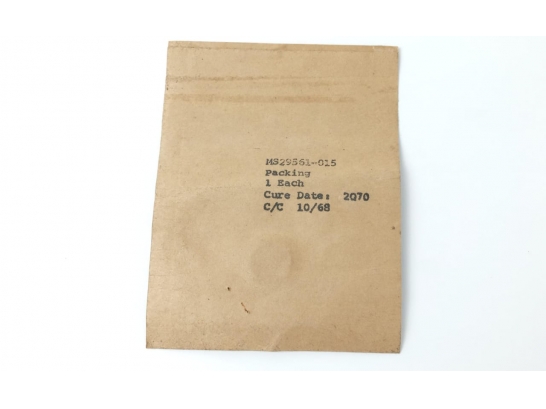 MS29561-015
Packing
1 Each
Cure Date: 2Q70
C/C 10/68